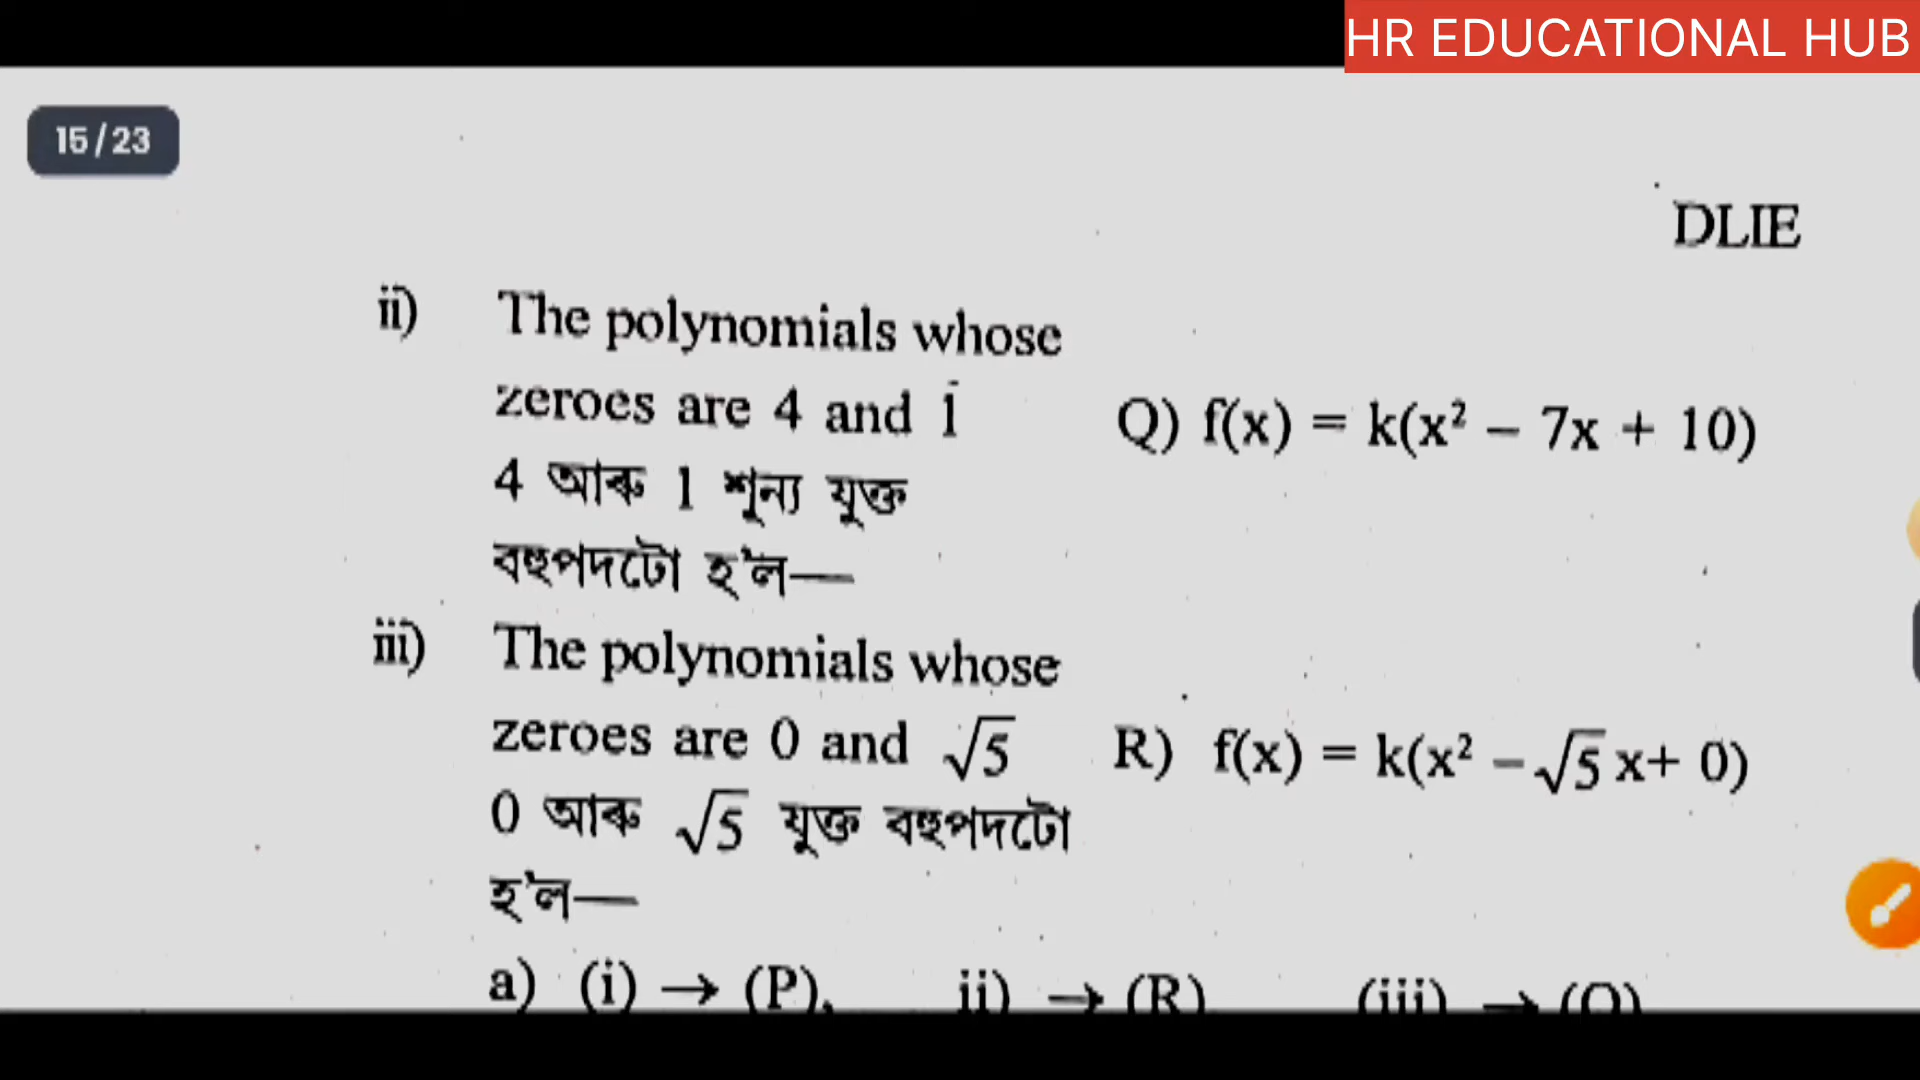 HR EDUCATIONAL HUB
15/23
DLIE
ii) The polynomials whose
zeroes are 4 and 1 Q) f(x) = k(x² – 7x + 10)
4 আৰু 1 শূন্য যুক্ত
বহুপদটো হ'ল—
iii) The polynomials whose
zeroes are 0 and √5 R) f(x) = k(x² – √5 x+ 0)
0 আৰু √5 যুক্ত বহুপদটো
হ'ল—
a) (i) → (P), ii) → (R) (iii) → (Q)